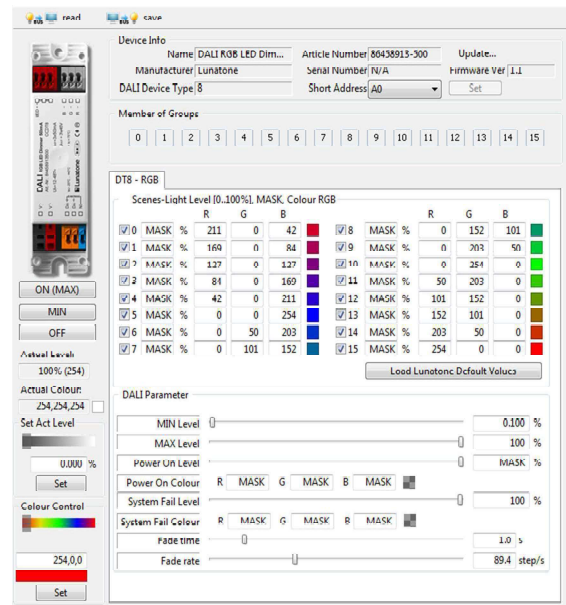 read save
Device Info
Name DALI RGB LED Dim... Article Number 86458913-300 Update...
Manufacturer Lunatone Serial Number N/A Firmware Ver 1.1
DALI Device Type 8 Short Address A0 Set
Member of Groups
0 1 2 3 4 5 6 7 8 9 10 11 12 13 14 15
DT8 - RGB
Scenes-Light Level [0..100%], MASK, Colour RGB
R G B R G B
0 MASK % 211 0 42 8 MASK % 0 152 101
1 MASK % 169 0 84 9 MASK % 0 203 50
2 MASK % 127 0 127 10 MASK % 0 254 0
3 MASK % 84 0 169 11 MASK % 50 203 0
4 MASK % 42 0 211 12 MASK % 101 152 0
5 MASK % 0 0 254 13 MASK % 152 101 0
6 MASK % 0 50 203 14 MASK % 203 50 0
7 MASK % 0 101 152 15 MASK % 254 0 0
Load Lunatone Default Values
DALI Parameter
MIN Level 0.100 %
MAX Level 100 %
Power On Level MASK %
Power On Colour R MASK G MASK B MASK
System Fail Level 100 %
System Fail Colour R MASK G MASK B MASK
Fade time 1.0 s
Fade rate 89.4 step/s
DALI RGB LED Dimmer
Lunatone
ON (MAX)
MIN
OFF
Actual Level:
100% (254)
Actual Colour:
254,254,254
Set Act Level
0.000 %
Set
Colour Control
254,0,0
Set